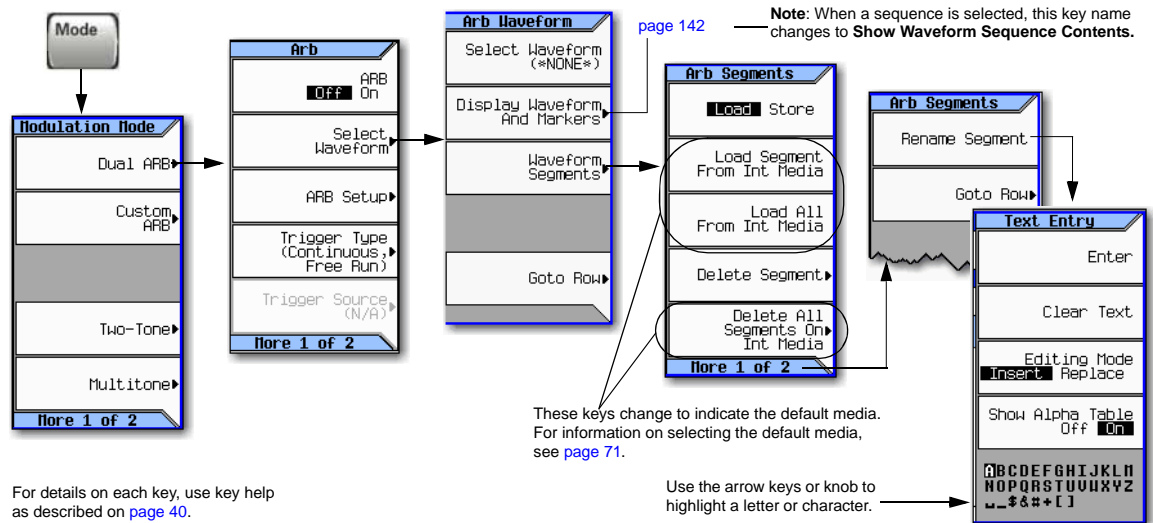 Mode
Modulation Mode
Dual ARB
Custom
ARB
Two-Tone
Multitone
More 1 of 2
Arb
ARB
Off On
Select
Waveform
ARB Setup
Trigger Type
(Continuous,
Free Run)
Trigger Source
(N/A)
More 1 of 2
Arb Waveform
Select Waveform
(*NONE*)
Display Waveform
And Markers
Waveform
Segments
Goto Row
page 142
Note: When a sequence is selected, this key name
changes to Show Waveform Sequence Contents.
Arb Segments
Load Store
Load Segment
From Int Media
Load All
From Int Media
Delete Segment
Delete All
Segments On
Int Media
More 1 of 2
Arb Segments
Rename Segment
Goto Row
Text Entry
Enter
Clear Text
Editing Mode
Insert Replace
Show Alpha Table
Off On
ABCDEFGHIJKLM
NOPQRSTUVWXYZ
␣_$&#+[]
These keys change to indicate the default media.
For information on selecting the default media,
see page 71.
Use the arrow keys or knob to
highlight a letter or character.
For details on each key, use key help
as described on page 40.